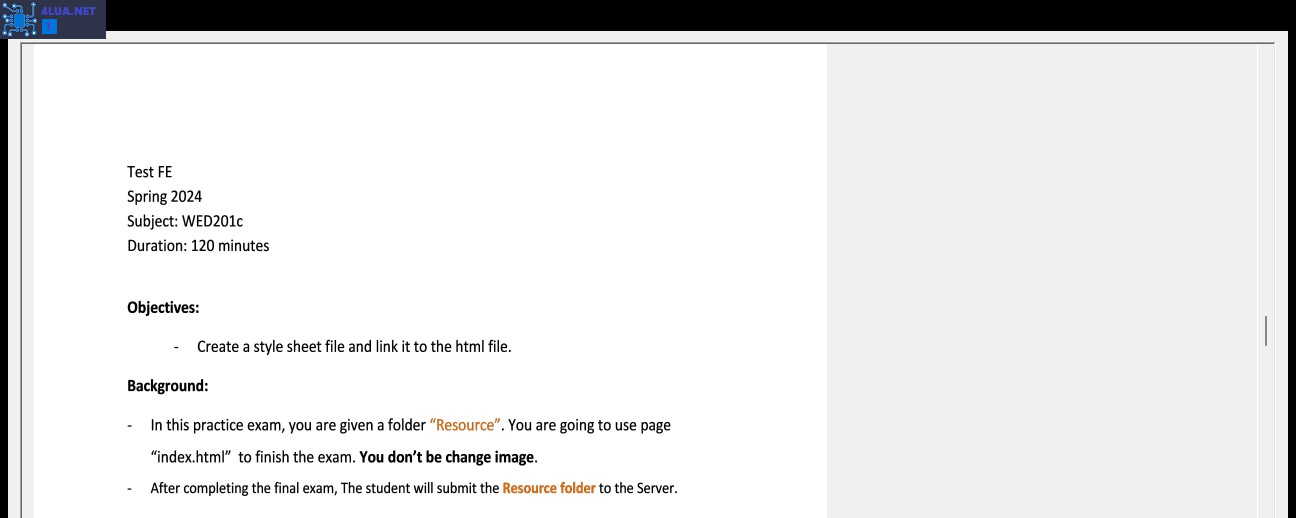 4LUA.NET
Test FE
Spring 2024
Subject: WED201c
Duration: 120 minutes
Objectives:
- Create a style sheet file and link it to the html file.
Background:
- In this practice exam, you are given a folder “Resource”. You are going to use page
“index.html” to finish the exam. You don’t be change image.
- After completing the final exam, The student will submit the Resource folder to the Server.